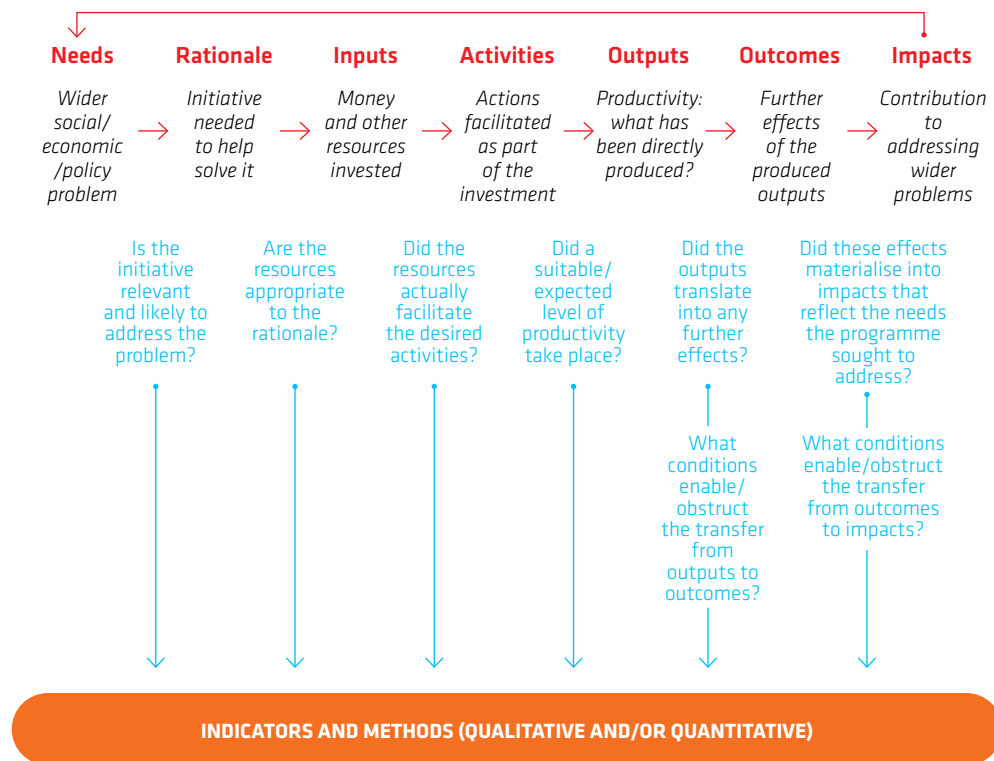 Needs
Rationale
Inputs
Activities
Outputs
Outcomes
Impacts
Wider
social/
economic
/policy
problem
Initiative
needed
to help
solve it
Money
and other
resources
invested
Actions
facilitated
as part
of the
investment
Productivity:
what has
been directly
produced?
Further
effects
of the
produced
outputs
Contribution
to
addressing
wider
problems
Is the
initiative
relevant
and likely to
address the
problem?
Are the
resources
appropriate
to the
rationale?
Did the
resources
actually
facilitate
the desired
activities?
Did a
suitable/
expected
level of
productivity
take place?
Did the
outputs
translate
into any
further
effects?
Did these effects
materialise into
impacts that
reflect the needs
the programme
sought to
address?
What
conditions
enable/
obstruct
the transfer
from
outputs to
outcomes?
What conditions
enable/obstruct
the transfer
from outcomes
to impacts?
INDICATORS AND METHODS (QUALITATIVE AND/OR QUANTITATIVE)